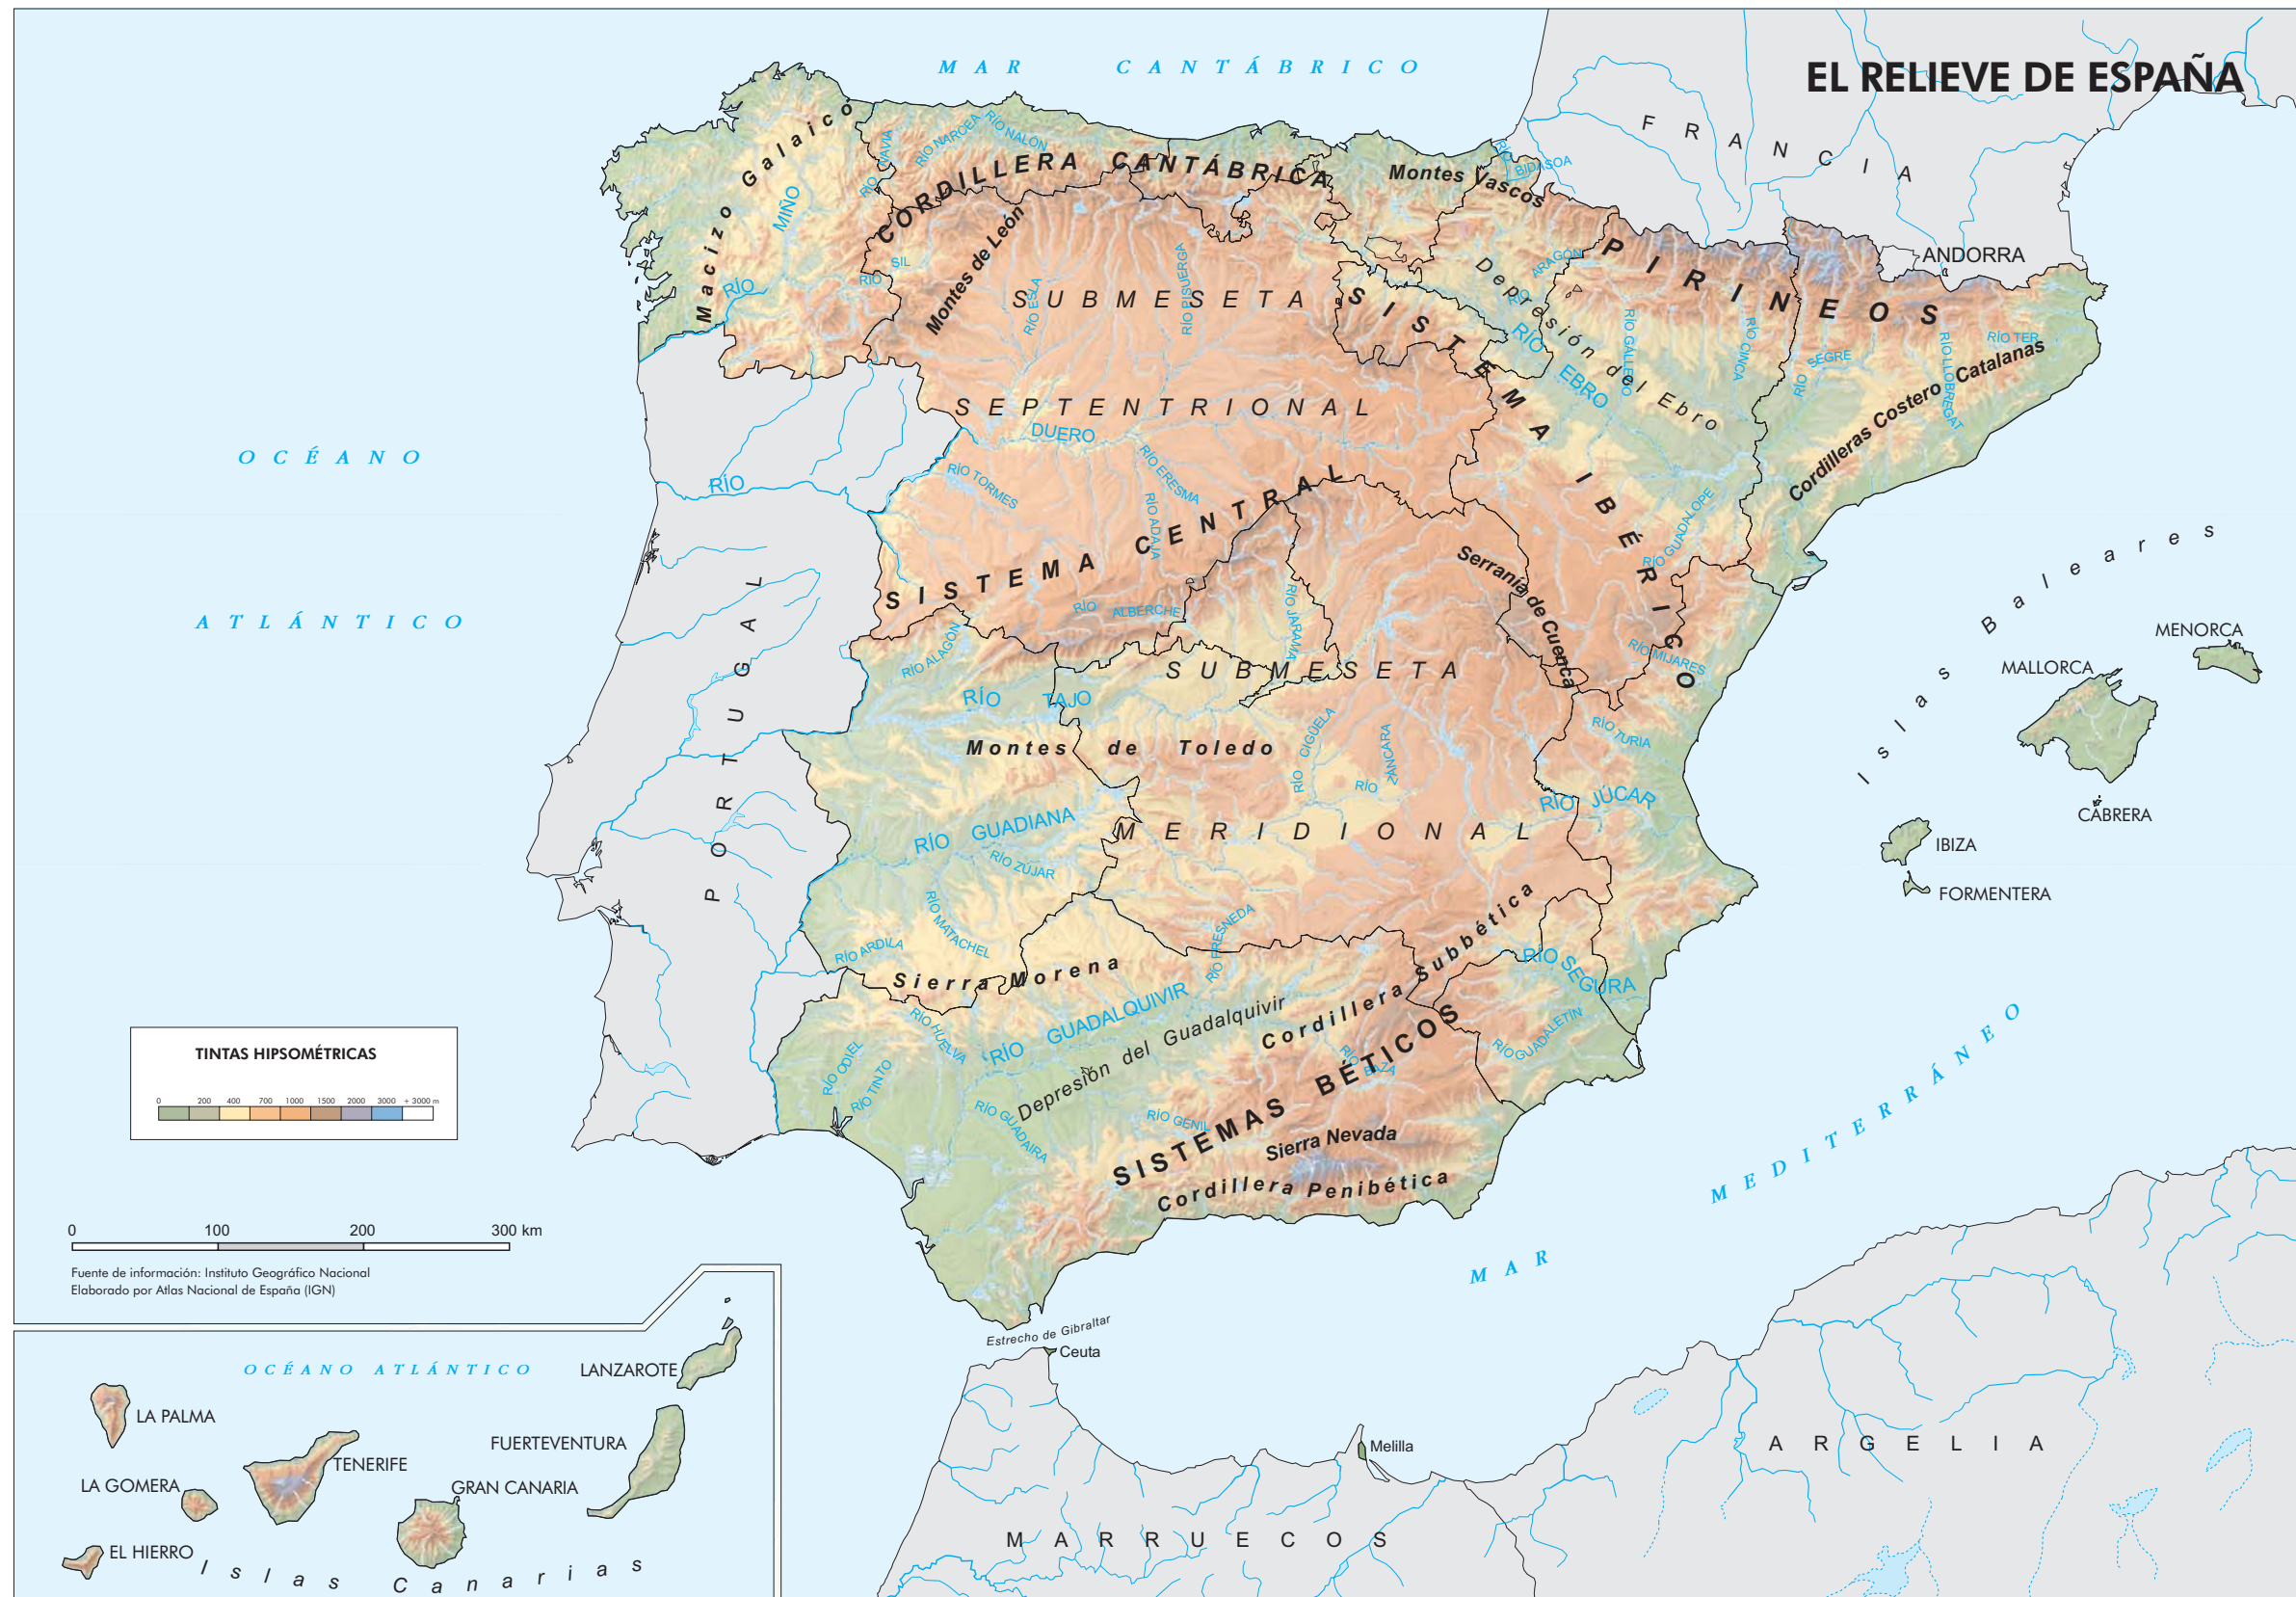 EL RELIEVE DE ESPAÑA
MAR CANTÁBRICO
FRANCIA
ANDORRA
OCÉANO
ATLÁNTICO
PORTUGAL
Macizo Galaicó
RÍO MIÑO
RÍO NAVIA
RÍO NARCEA
RÍO NALÓN
CORDILLERA CANTÁBRICA
Montes Vascos
RÍO BIDASOA
Montes de León
RÍO SIL
RÍO ESLA
RÍO PISUERGA
SUBMESETA
SEPTENTRIONAL
RÍO DUERO
RÍO TORMES
RÍO ERESMA
RÍO ADAJA
PIRINEOS
RÍO ARAGÓN
Depresión del Ebro
RÍO EBRO
RÍO GÁLLEGO
RÍO CINCA
RÍO SEGRE
RÍO LLOBREGAT
RÍO TER
Cordilleras Costero Catalanas
SISTEMA IBÉRICO
RÍO GUADALOPE
SISTEMA CENTRAL
RÍO ALBERCHE
RÍO JARAMA
RÍO ALAGÓN
Serranía de Cuenca
RÍO MIJARES
RÍO TURIA
SUBMESETA
MERIDIONAL
RÍO TAJO
Montes de Toledo
RÍO CIGÜELA
RÍO ZÁNCARA
RÍO JÚCAR
RÍO GUADIANA
RÍO ZÚJAR
RÍO MATACHEL
RÍO ARDILA
Sierra Morena
RÍO FRESNEDA
RÍO GUADALQUIVIR
Depresión del Guadalquivir
RÍO HUELVA
RÍO ODIEL
RÍO TINTO
RÍO GUADAIRA
RÍO GENIL
RÍO BAZA
Cordillera Subbética
SISTEMAS BÉTICOS
Sierra Nevada
Cordillera Penibética
RÍO SEGURA
RÍO GUADALETÍN
Islas Baleares
MENORCA
MALLORCA
CABRERA
IBIZA
FORMENTERA
MAR MEDITERRÁNEO
Estrecho de Gibraltar
Ceuta
Melilla
MARRUECOS
ARGELIA
TINTAS HIPSOMÉTRICAS
0 200 400 700 1000 1500 2000 3000 + 3000 m
0 100 200 300 km
Fuente de información: Instituto Geográfico Nacional
Elaborado por Atlas Nacional de España (IGN)
OCÉANO ATLÁNTICO
LANZAROTE
LA PALMA
FUERTEVENTURA
TENERIFE
LA GOMERA
GRAN CANARIA
EL HIERRO
Islas Canarias